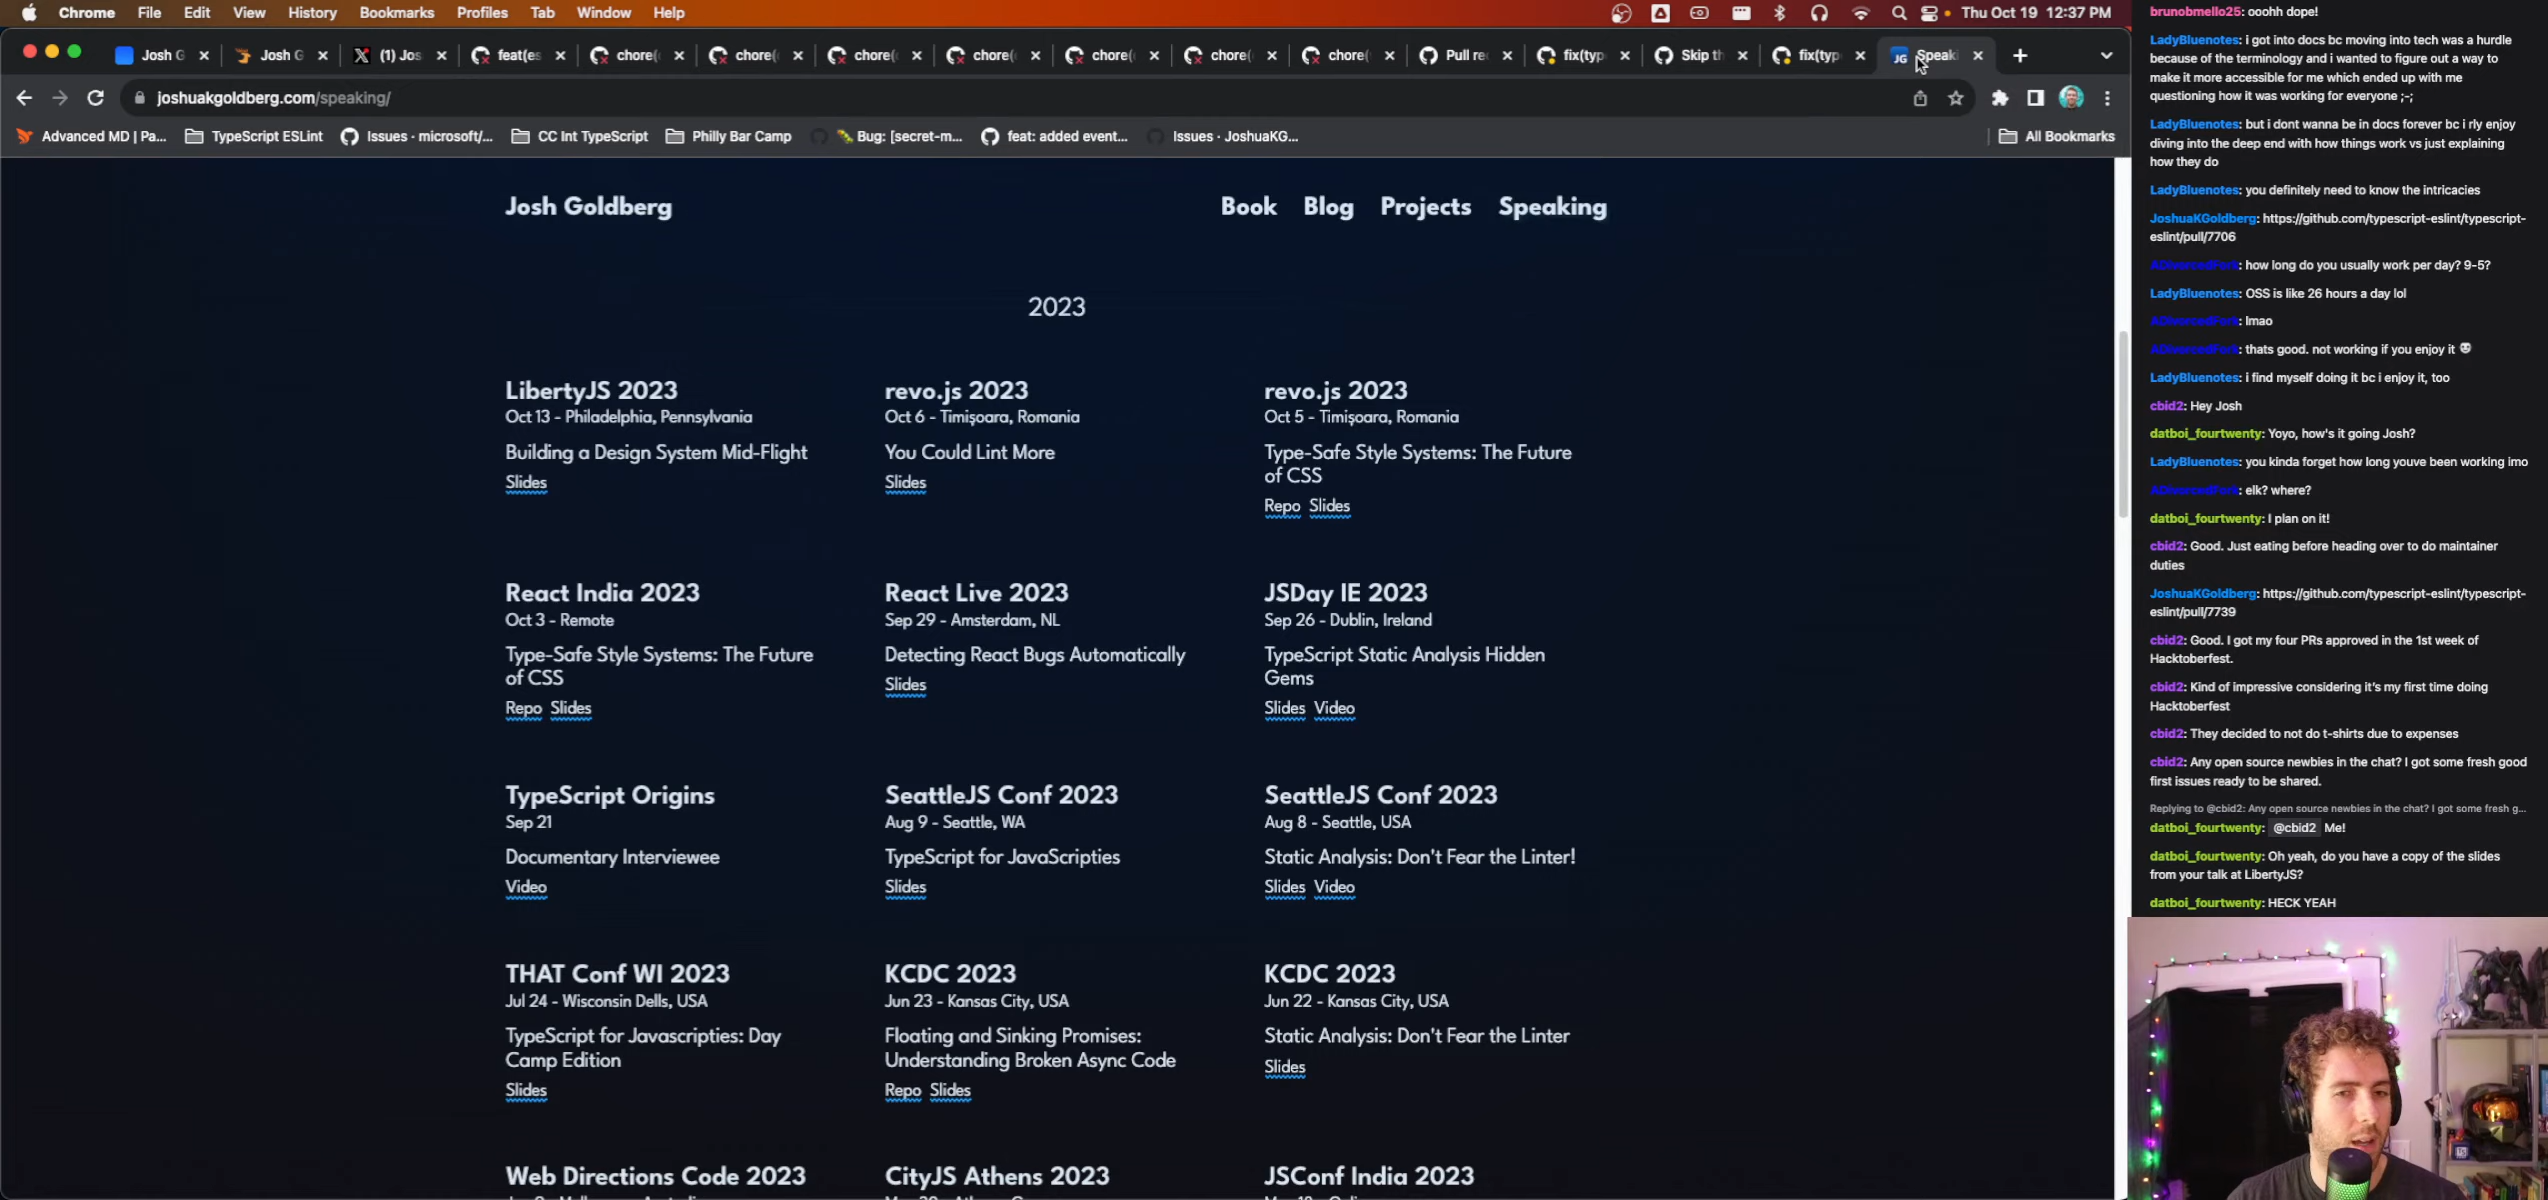 Chrome File Edit View History Bookmarks Profiles Tab Window Help Thu Oct 19 12:37 PM
Josh G (1) Jos feat(es chore( chore( chore( chore( chore( chore( chore( Pull re fix(typ Skip th fix(typ Speaki
joshuakgoldberg.com/speaking/
Advanced MD | Pa... TypeScript ESLint Issues · microsoft/... CC Int TypeScript Philly Bar Camp Bug: [secret-m... feat: added event... Issues · JoshuaKG... All Bookmarks
Josh Goldberg Book Blog Projects Speaking
2023
LibertyJS 2023
Oct 13 - Philadelphia, Pennsylvania
Building a Design System Mid-Flight
Slides
revo.js 2023
Oct 6 - Timișoara, Romania
You Could Lint More
Slides
revo.js 2023
Oct 5 - Timișoara, Romania
Type-Safe Style Systems: The Future
of CSS
Repo Slides
React India 2023
Oct 3 - Remote
Type-Safe Style Systems: The Future
of CSS
Repo Slides
React Live 2023
Sep 29 - Amsterdam, NL
Detecting React Bugs Automatically
Slides
JSDay IE 2023
Sep 26 - Dublin, Ireland
TypeScript Static Analysis Hidden
Gems
Slides Video
TypeScript Origins
Sep 21
Documentary Interviewee
Video
SeattleJS Conf 2023
Aug 9 - Seattle, WA
TypeScript for JavaScripties
Slides
SeattleJS Conf 2023
Aug 8 - Seattle, USA
Static Analysis: Don't Fear the Linter!
Slides Video
THAT Conf WI 2023
Jul 24 - Wisconsin Dells, USA
TypeScript for Javascripties: Day
Camp Edition
Slides
KCDC 2023
Jun 23 - Kansas City, USA
Floating and Sinking Promises:
Understanding Broken Async Code
Repo Slides
KCDC 2023
Jun 22 - Kansas City, USA
Static Analysis: Don't Fear the Linter
Slides
Web Directions Code 2023
CityJS Athens 2023
JSConf India 2023
brunobmello25: ooohh dope!
LadyBluenotes: i got into docs bc moving into tech was a hurdle
because of the terminology and i wanted to figure out a way to
make it more accessible for me which ended up with me
questioning how it was working for everyone ;-;
LadyBluenotes: but i dont wanna be in docs forever bc i rly enjoy
diving into the deep end with how things work vs just explaining
how they do
LadyBluenotes: you definitely need to know the intricacies
JoshuaKGoldberg: https://github.com/typescript-eslint/typescript-
eslint/pull/7706
ADivorcedFork: how long do you usually work per day? 9-5?
LadyBluenotes: OSS is like 26 hours a day lol
ADivorcedFork: lmao
ADivorcedFork: thats good. not working if you enjoy it
LadyBluenotes: i find myself doing it bc i enjoy it, too
cbid2: Hey Josh
datboi_fourtwenty: Yoyo, how's it going Josh?
LadyBluenotes: you kinda forget how long youve been working imo
ADivorcedFork: elk? where?
datboi_fourtwenty: I plan on it!
cbid2: Good. Just eating before heading over to do maintainer
duties
JoshuaKGoldberg: https://github.com/typescript-eslint/typescript-
eslint/pull/7739
cbid2: Good. I got my four PRs approved in the 1st week of
Hacktoberfest.
cbid2: Kind of impressive considering it's my first time doing
Hacktoberfest
cbid2: They decided to not do t-shirts due to expenses
cbid2: Any open source newbies in the chat? I got some fresh good
first issues ready to be shared.
Replying to @cbid2: Any open source newbies in the chat? I got some fresh g...
datboi_fourtwenty: @cbid2 Me!
datboi_fourtwenty: Oh yeah, do you have a copy of the slides
from your talk at LibertyJS?
datboi_fourtwenty: HECK YEAH